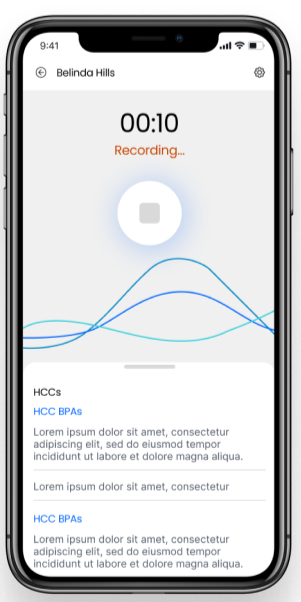 9:41
Belinda Hills
00:10
Recording...
HCCs
HCC BPAs
Lorem ipsum dolor sit amet, consectetur
adipiscing elit, sed do eiusmod tempor
incididunt ut labore et dolore magna aliqua.
Lorem ipsum dolor sit amet, consectetur
HCC BPAs
Lorem ipsum dolor sit amet, consectetur
adipiscing elit, sed do eiusmod tempor
incididunt ut labore et dolore magna aliqua.